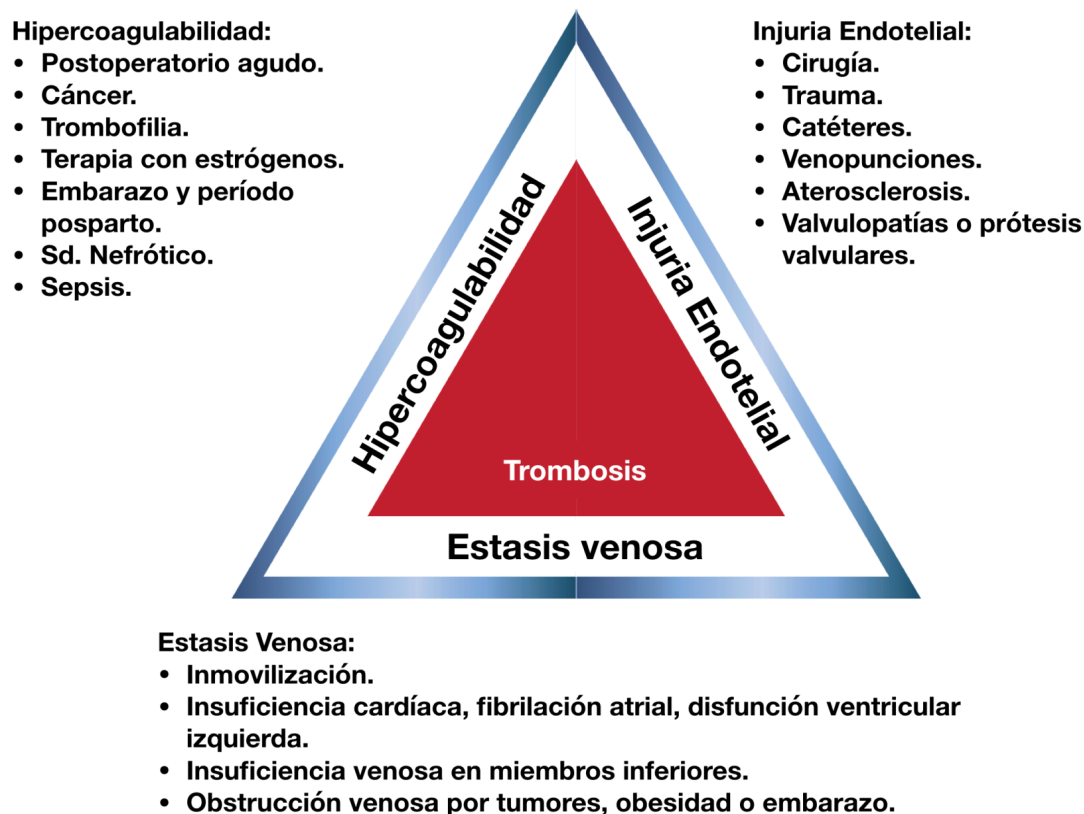 Hipercoagulabilidad:
• Postoperatorio agudo.
• Cáncer.
• Trombofilia.
• Terapia con estrógenos.
• Embarazo y período
posparto.
• Sd. Nefrótico.
• Sepsis.
Injuria Endotelial:
• Cirugía.
• Trauma.
• Catéteres.
• Venopunciones.
• Aterosclerosis.
• Valvulopatías o prótesis
valvulares.
Hipercoagulabilidad
Injuria Endotelial
Trombosis
Estasis venosa
Estasis Venosa:
• Inmovilización.
• Insuficiencia cardíaca, fibrilación atrial, disfunción ventricular
izquierda.
• Insuficiencia venosa en miembros inferiores.
• Obstrucción venosa por tumores, obesidad o embarazo.